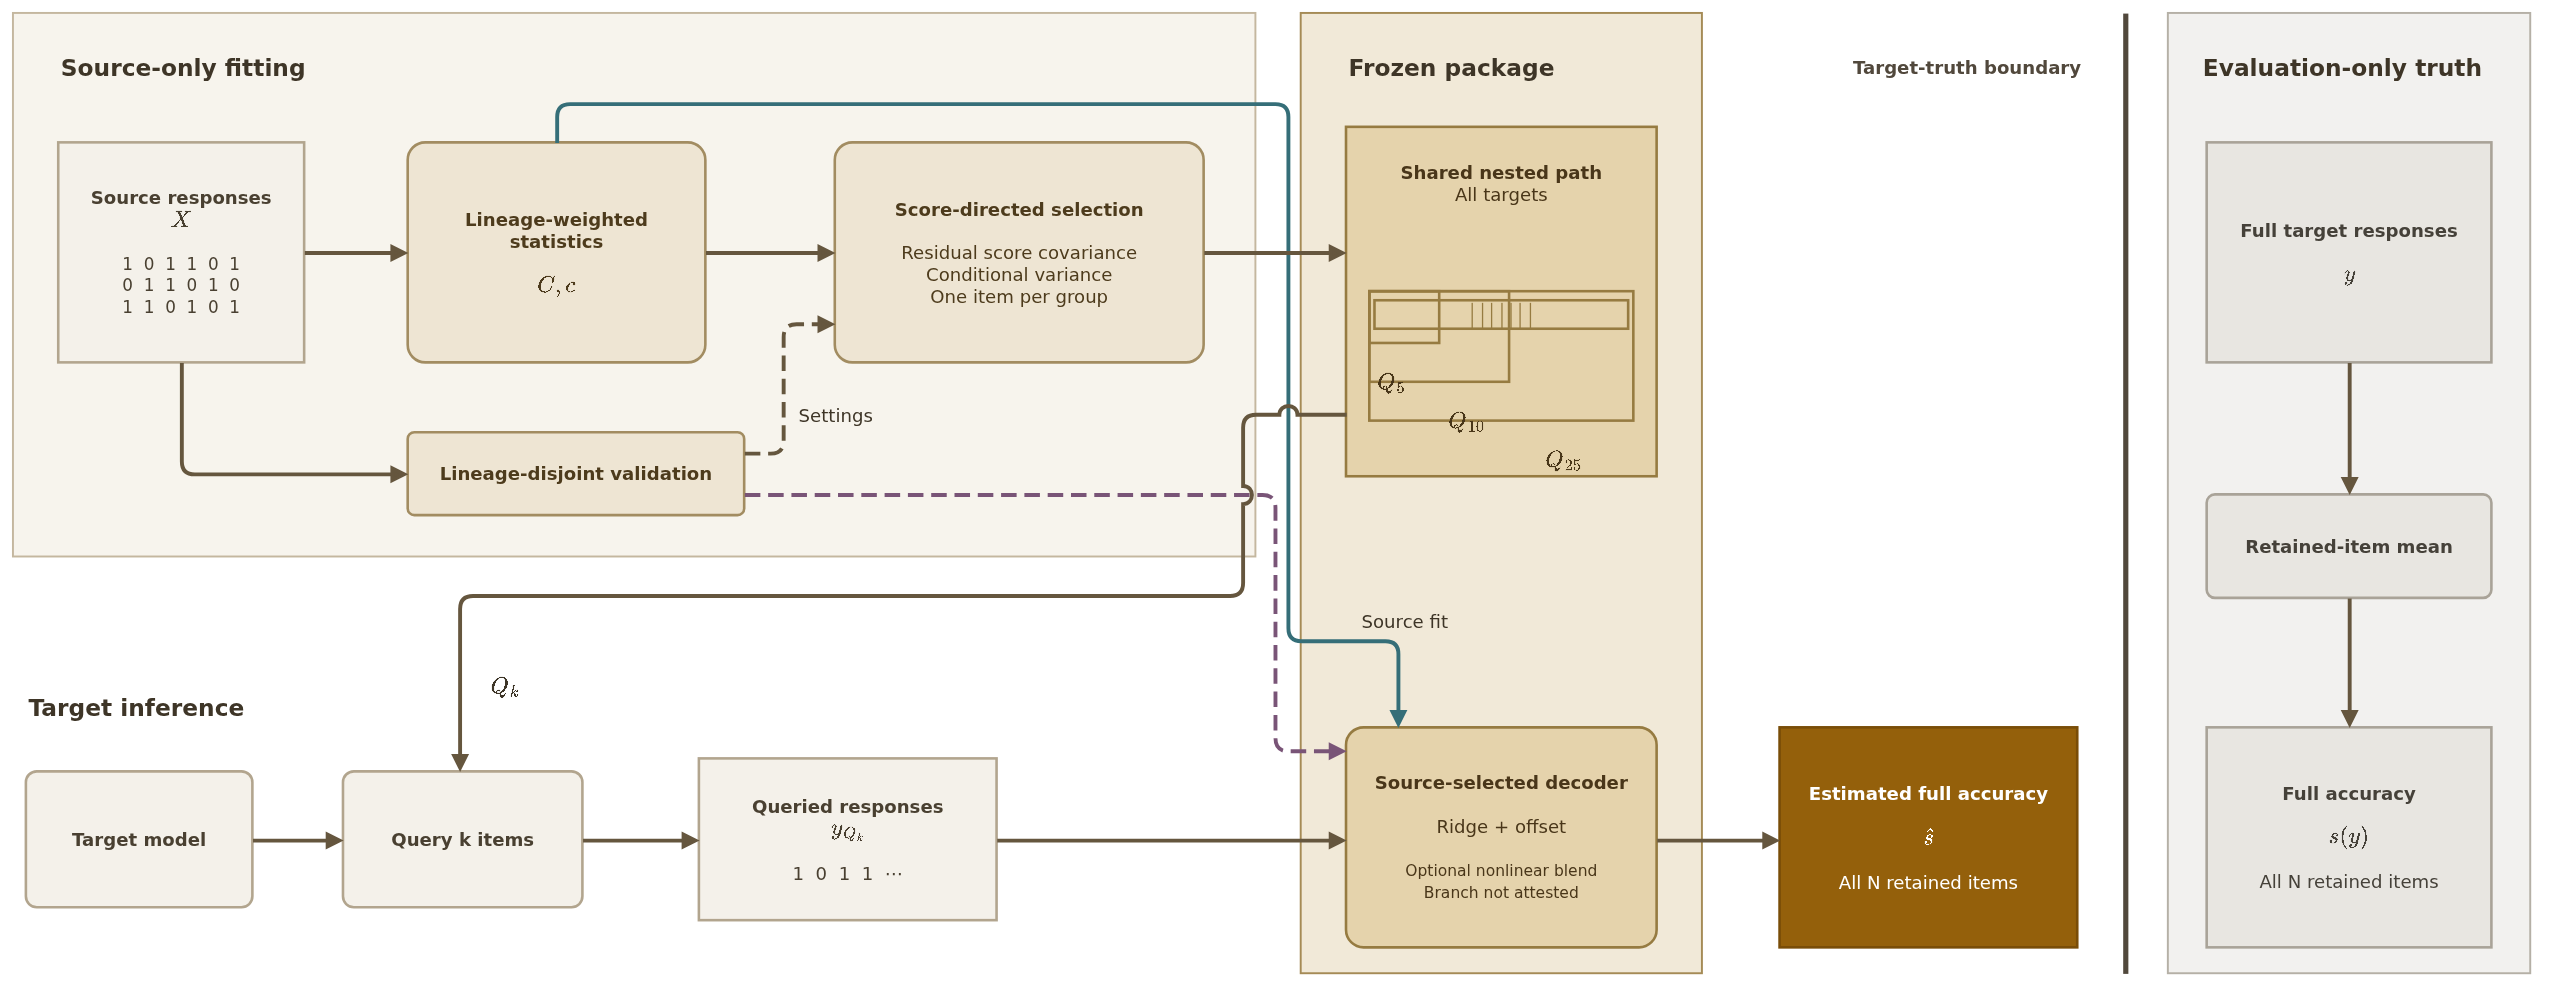 Source-only fitting
Source responses
X
1 0 1 1 0 1
0 1 1 0 1 0
1 1 0 1 0 1
Lineage-weighted
statistics
C, c
Score-directed selection
Residual score covariance
Conditional variance
One item per group
Settings
Lineage-disjoint validation
Frozen package
Shared nested path
All targets
Q5
Q10
Q25
Source fit
Target-truth boundary
Evaluation-only truth
Full target responses
y
Retained-item mean
Full accuracy
s(y)
All N retained items
Target inference
Qk
Target model
Query k items
Queried responses
yQk
1 0 1 1 ⋯
Source-selected decoder
Ridge + offset
Optional nonlinear blend
Branch not attested
Estimated full accuracy
ŝ
All N retained items